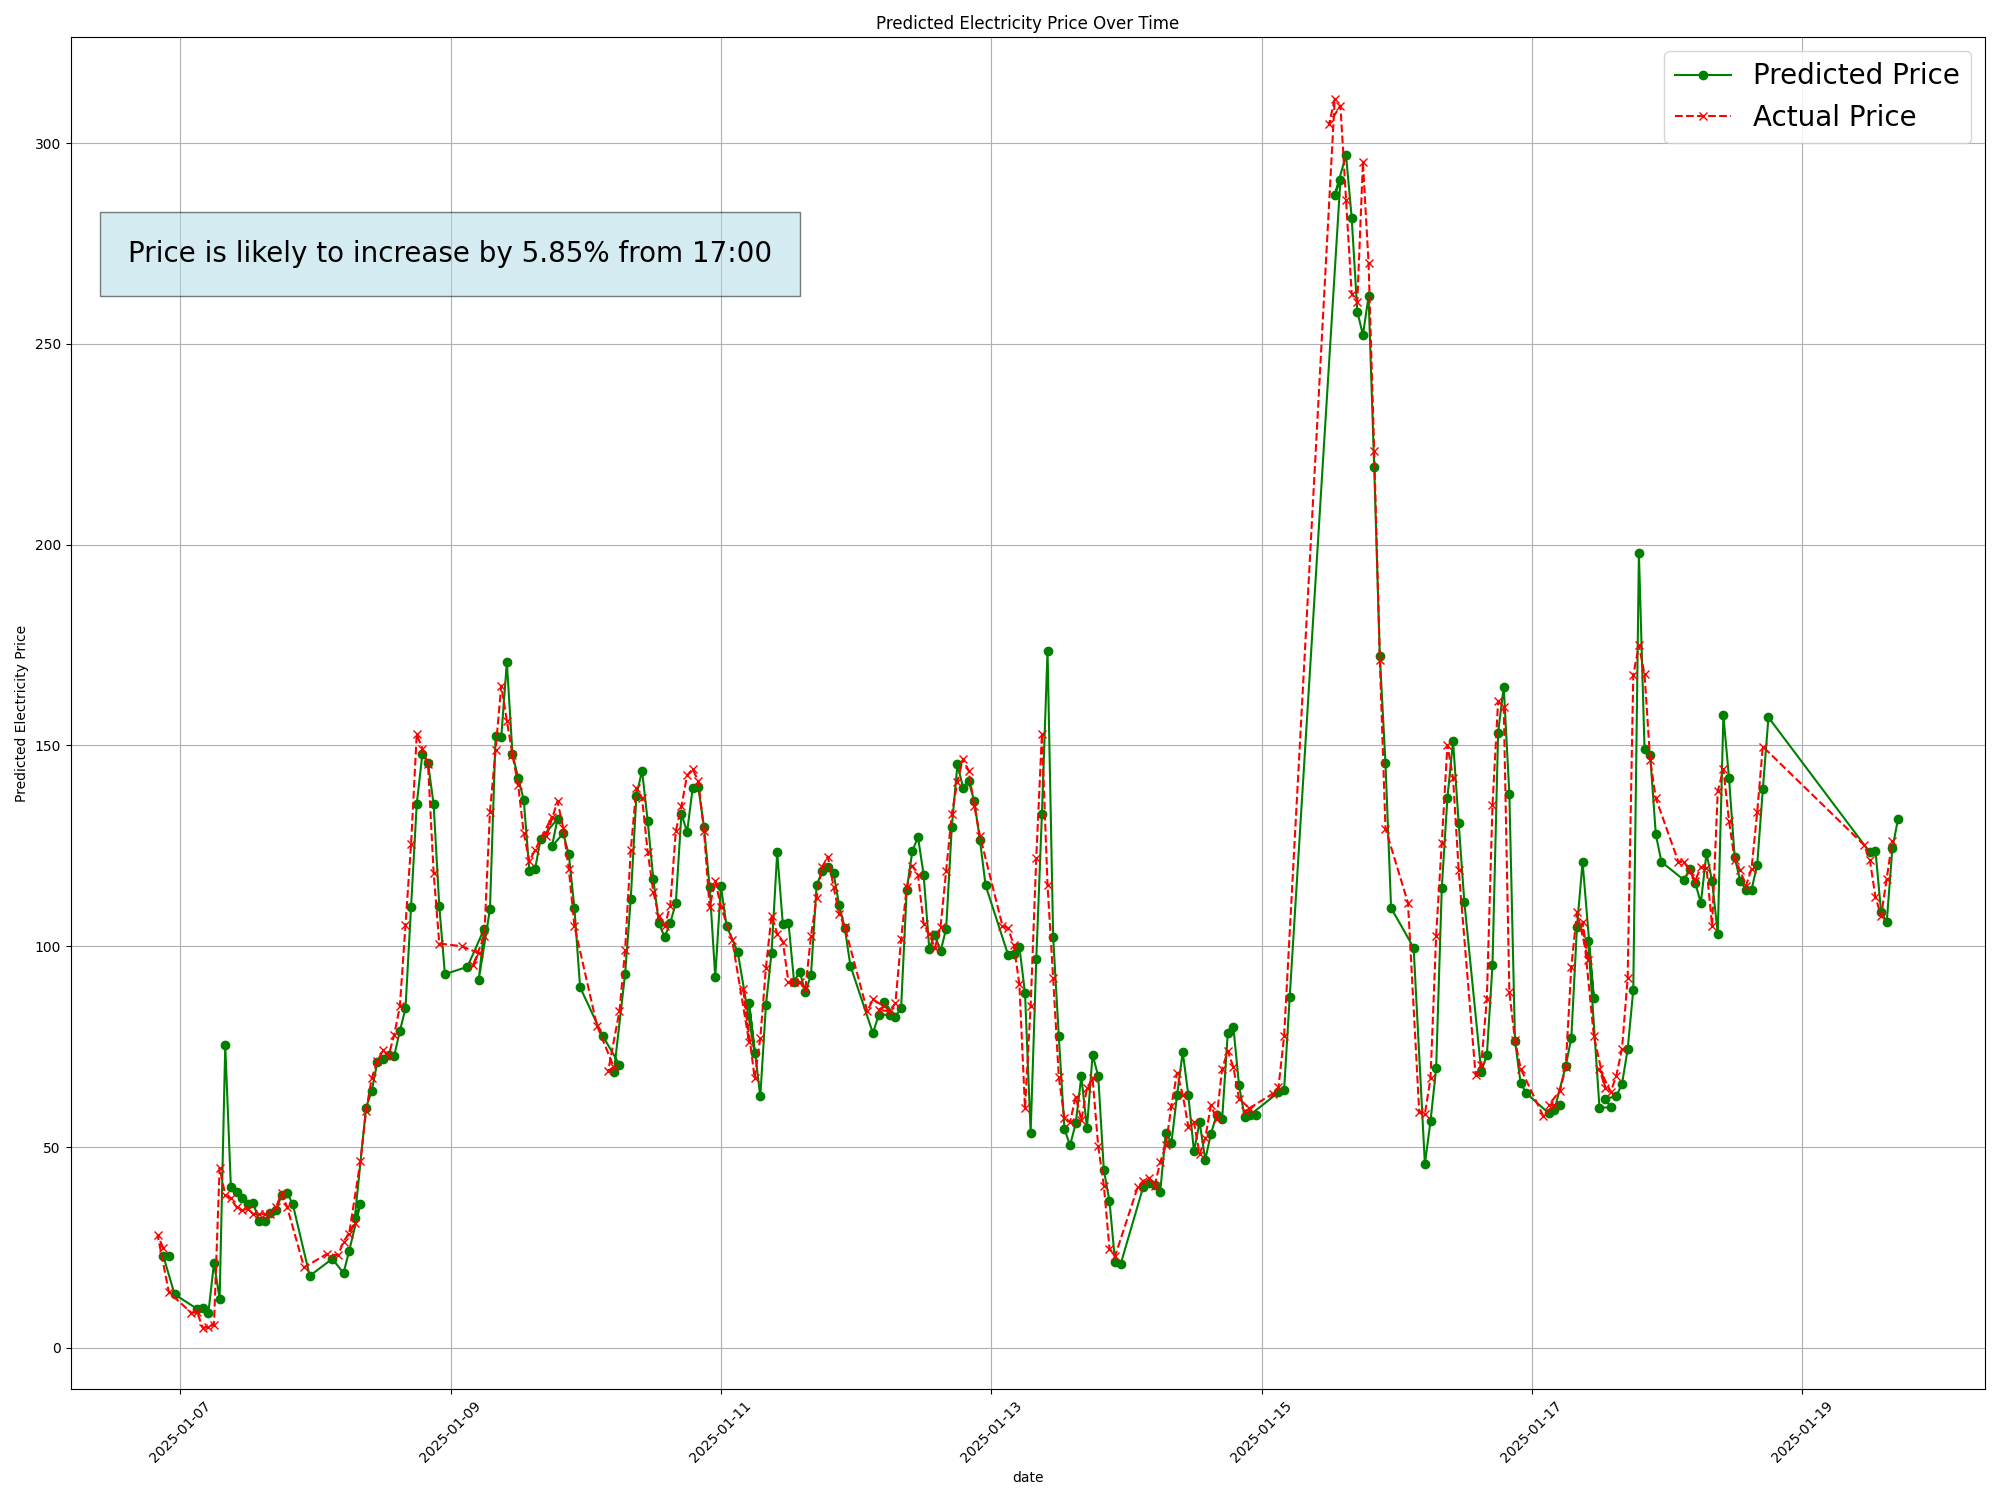 Predicted Electricity Price Over Time
Predicted Price
Actual Price
Price is likely to increase by 5.85% from 17:00
Predicted Electricity Price
300
250
200
150
100
50
0
2025-01-07
2025-01-09
2025-01-11
2025-01-13
2025-01-15
2025-01-17
2025-01-19
date